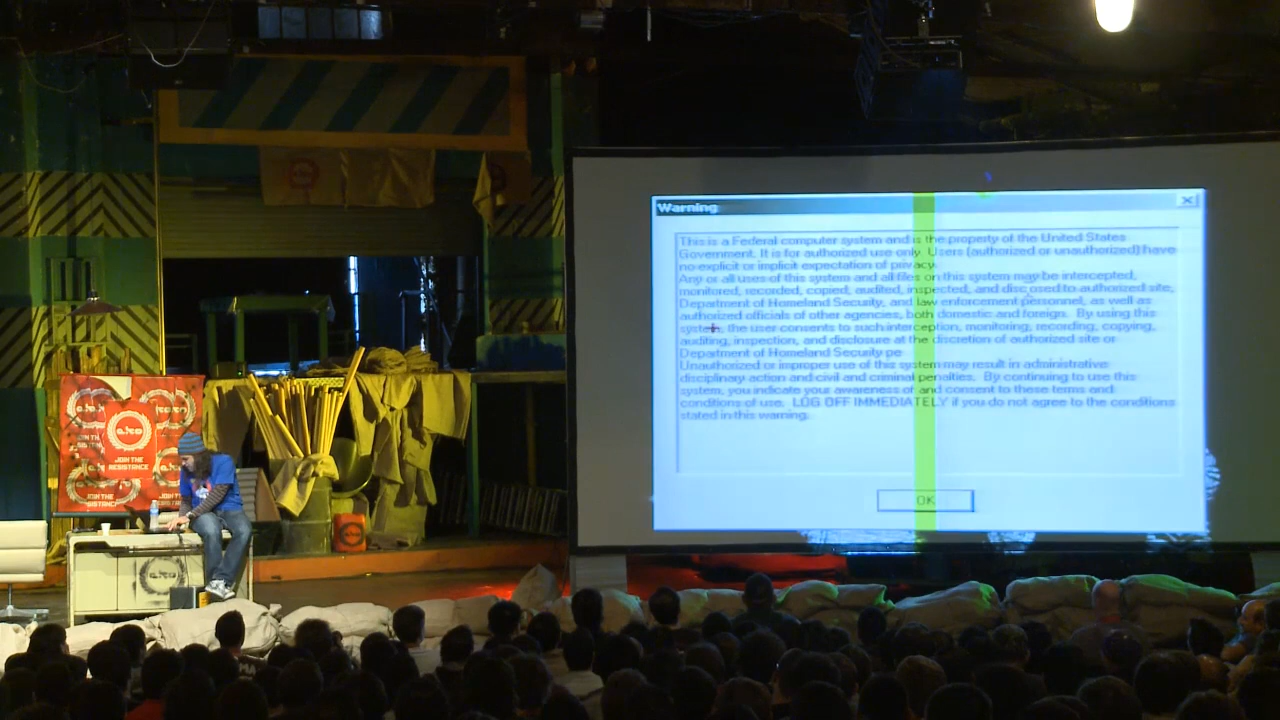 Warning
This is a Federal computer system and is the property of the United States
Government. It is for authorized use only. Users (authorized or unauthorized) have
no explicit or implicit expectation of privacy.
Any or all uses of this system and all files on this system may be intercepted,
monitored, recorded, copied, audited, inspected, and disclosed to authorized site,
Department of Homeland Security, and law enforcement personnel, as well as
authorized officials of other agencies, both domestic and foreign. By using this
system, the user consents to such interception, monitoring, recording, copying,
auditing, inspection, and disclosure at the discretion of authorized site or
Department of Homeland Security pe
Unauthorized or improper use of this system may result in administrative
disciplinary action and civil and criminal penalties. By continuing to use this
system, you indicate your awareness of and consent to these terms and
conditions of use. LOG OFF IMMEDIATELY if you do not agree to the conditions
stated in this warning.
OK
JOIN THE
RESISTANCE
JOIN THE